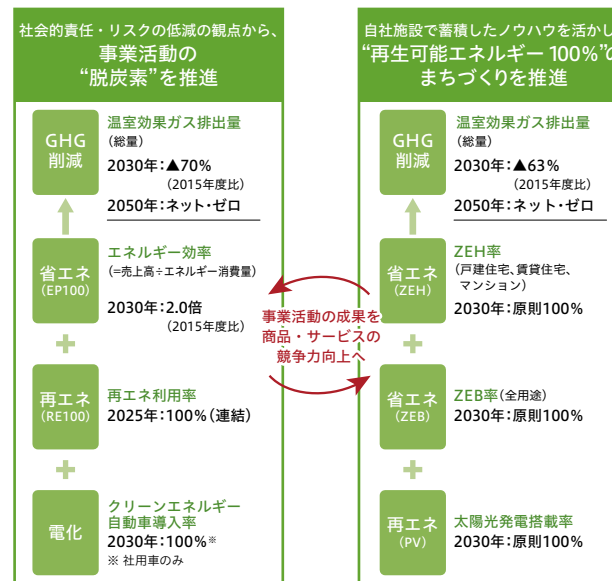 社会的責任・リスクの低減の観点から、
事業活動の
“脱炭素”を推進
GHG
削減
温室効果ガス排出量
(総量)
2030年:▲70%
(2015年度比)
2050年:ネット・ゼロ
省エネ
(EP100)
エネルギー効率
(=売上高÷エネルギー消費量)
2030年:2.0倍
(2015年度比)
+
再エネ
(RE100)
再エネ利用率
2025年:100%(連結)
+
電化
クリーンエネルギー
自動車導入率
2030年:100%※
※ 社用車のみ
事業活動の成果を
商品・サービスの
競争力向上へ
自社施設で蓄積したノウハウを活かし
“再生可能エネルギー100%”の
まちづくりを推進
GHG
削減
温室効果ガス排出量
(総量)
2030年:▲63%
(2015年度比)
2050年:ネット・ゼロ
省エネ
(ZEH)
ZEH率
(戸建住宅、賃貸住宅、
マンション)
2030年:原則100%
+
省エネ
(ZEB)
ZEB率(全用途)
2030年:原則100%
+
再エネ
(PV)
太陽光発電搭載率
2030年:原則100%